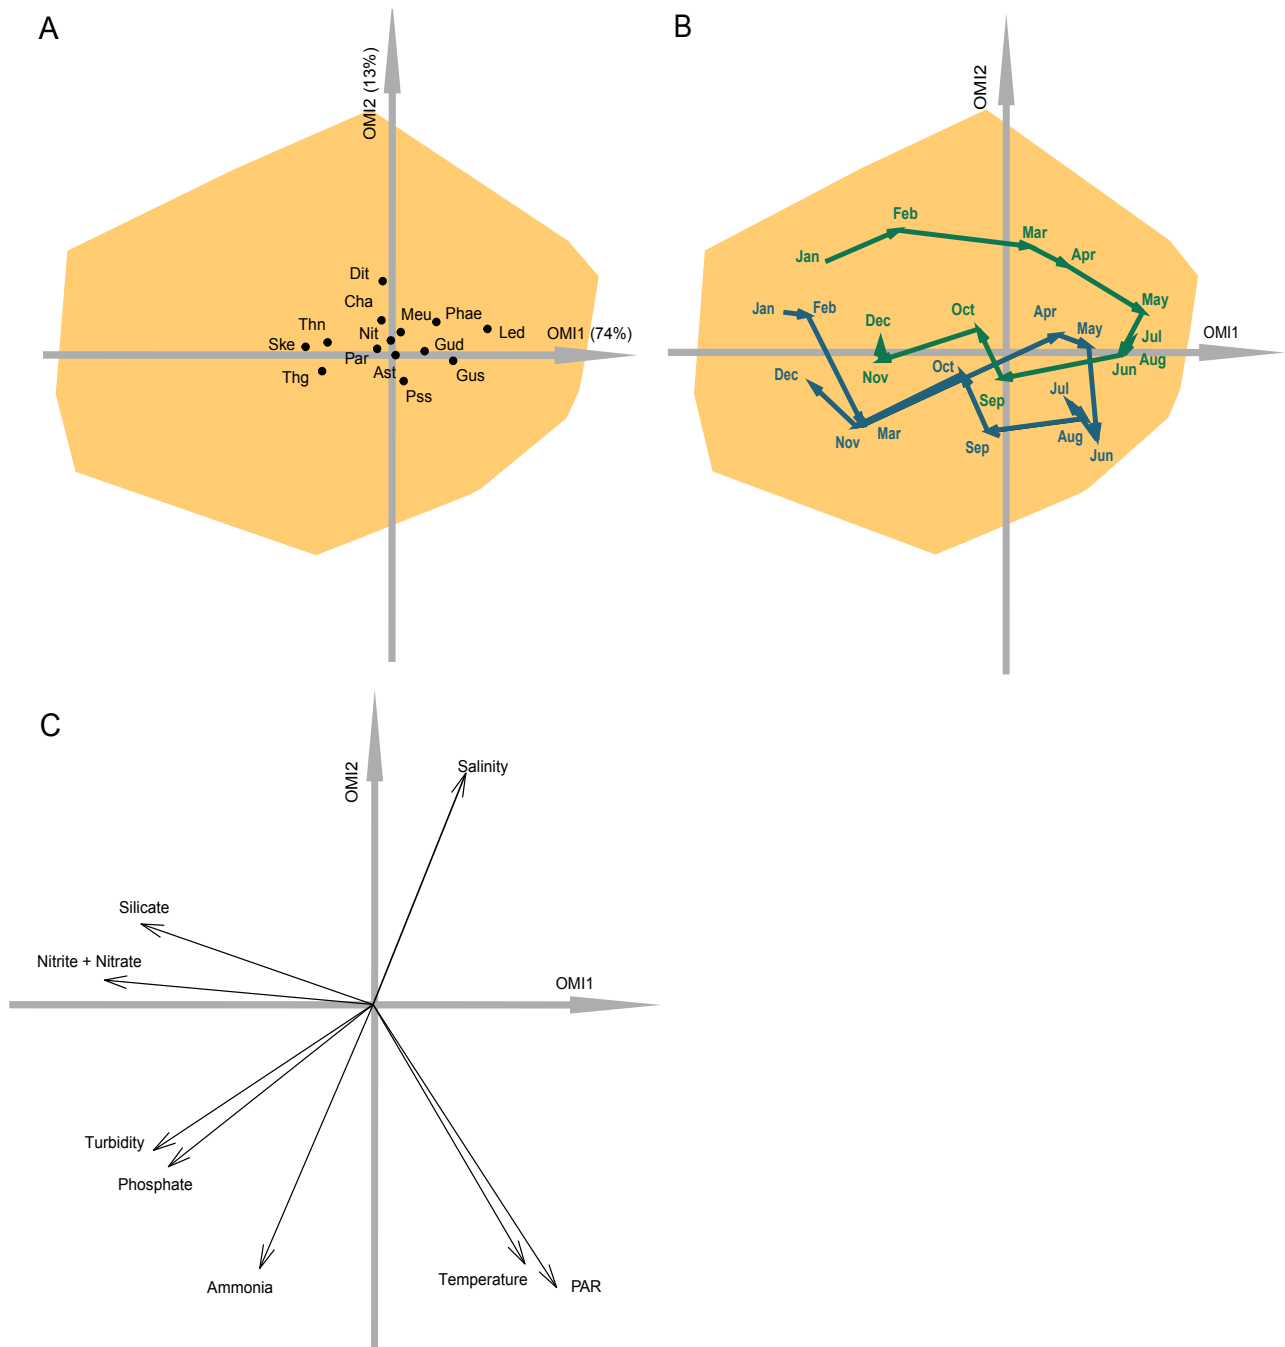 A
OMI2 (13%)
Dit
Cha
Thn
Nit
Meu
Phae
Led
OMI1 (74%)
Ske
Par
Gud
Thg
Ast
Gus
Pss
B
OMI2
Feb
Mar
Jan
Apr
May
Jan
Feb
Oct
Apr
Dec
May
Jul
OMI1
Aug
Nov
Oct
Jun
Dec
Jul
Sep
Nov
Mar
Sep
Aug
Jun
C
OMI2
Salinity
Silicate
Nitrite + Nitrate
OMI1
Turbidity
Phosphate
Ammonia
Temperature
PAR